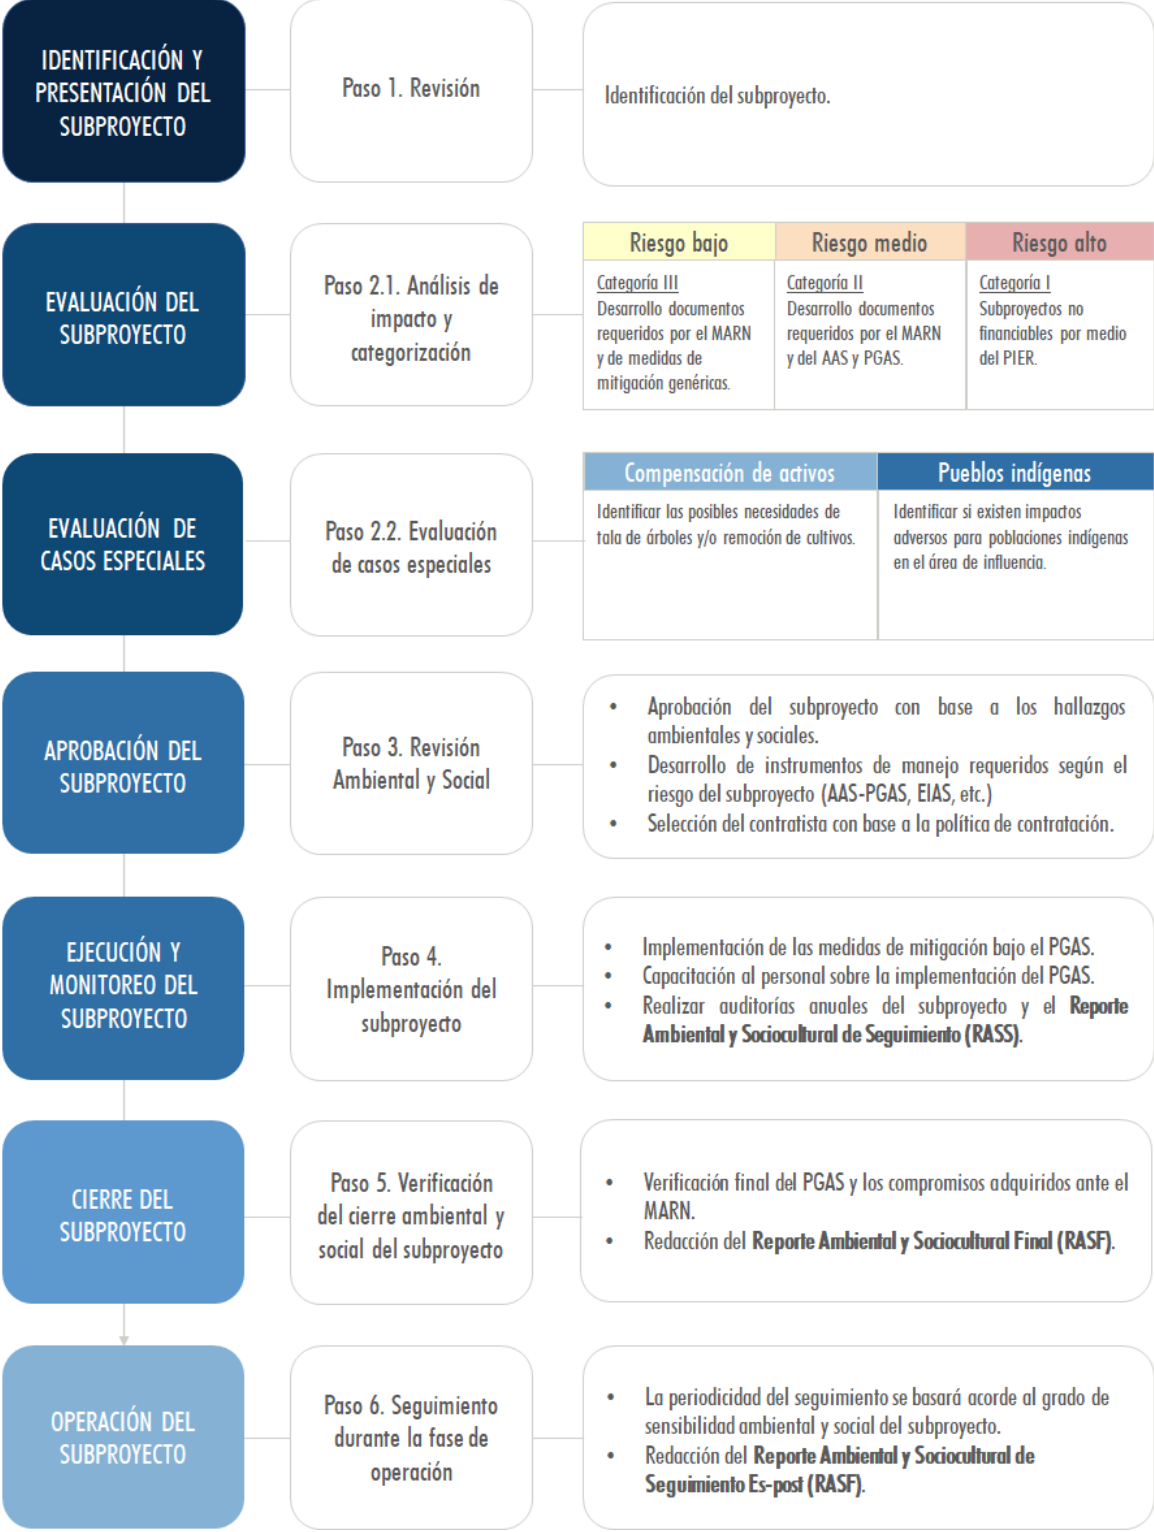 IDENTIFICACIÓN Y
PRESENTACIÓN DEL
SUBPROYECTO
Paso 1. Revisión
Identificación del subproyecto.
EVALUACIÓN DEL
SUBPROYECTO
Paso 2.1. Análisis de
impacto y
categorización
Riesgo bajo
Categoría III
Desarrollo documentos
requeridos por el MARN
y de medidas de
mitigación genéricas.
Riesgo medio
Categoría II
Desarrollo documentos
requeridos por el MARN
y del AAS y PGAS.
Riesgo alto
Categoría I
Subproyectos no
financiables por medio
del PIER.
EVALUACIÓN DE
CASOS ESPECIALES
Paso 2.2. Evaluación
de casos especiales
Compensación de activos
Identificar las posibles necesidades de
tala de árboles y/o remoción de cultivos.
Pueblos indígenas
Identificar si existen impactos
adversos para poblaciones indígenas
en el área de influencia.
APROBACIÓN DEL
SUBPROYECTO
Paso 3. Revisión
Ambiental y Social
• Aprobación del subproyecto con base a los hallazgos
ambientales y sociales.
• Desarrollo de instrumentos de manejo requeridos según el
riesgo del subproyecto (AAS-PGAS, EIAS, etc.)
• Selección del contratista con base a la política de contratación.
EJECUCIÓN Y
MONITOREO DEL
SUBPROYECTO
Paso 4.
Implementación del
subproyecto
• Implementación de las medidas de mitigación bajo el PGAS.
• Capacitación al personal sobre la implementación del PGAS.
• Realizar auditorías anuales del subproyecto y el Reporte
Ambiental y Sociocultural de Seguimiento (RASS).
CIERRE DEL
SUBPROYECTO
Paso 5. Verificación
del cierre ambiental y
social del subproyecto
• Verificación final del PGAS y los compromisos adquiridos ante el
MARN.
• Redacción del Reporte Ambiental y Sociocultural Final (RASF).
OPERACIÓN DEL
SUBPROYECTO
Paso 6. Seguimiento
durante la fase de
operación
• La periodicidad del seguimiento se basará acorde al grado de
sensibilidad ambiental y social del subproyecto.
• Redacción del Reporte Ambiental y Sociocultural de
Seguimiento Es-post (RASF).